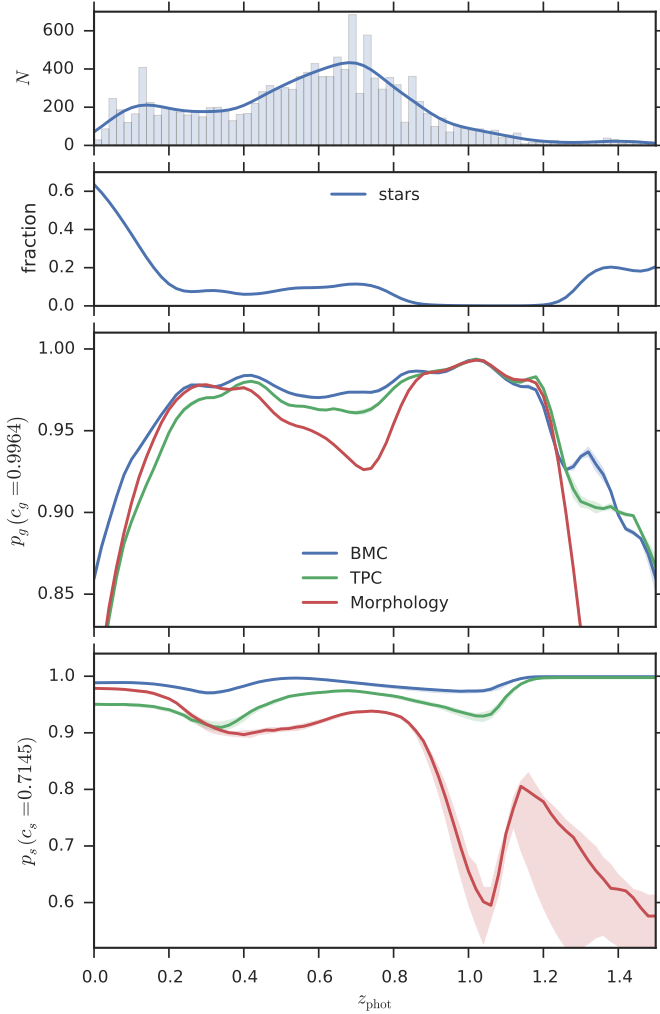 600
400
200
0
N
0.6
0.4
0.2
0.0
fraction
stars
1.00
0.95
0.90
0.85
p_g (c_g = 0.9964)
BMC
TPC
Morphology
1.0
0.9
0.8
0.7
0.6
p_s (c_s = 0.7145)
0.0 0.2 0.4 0.6 0.8 1.0 1.2 1.4
z_phot